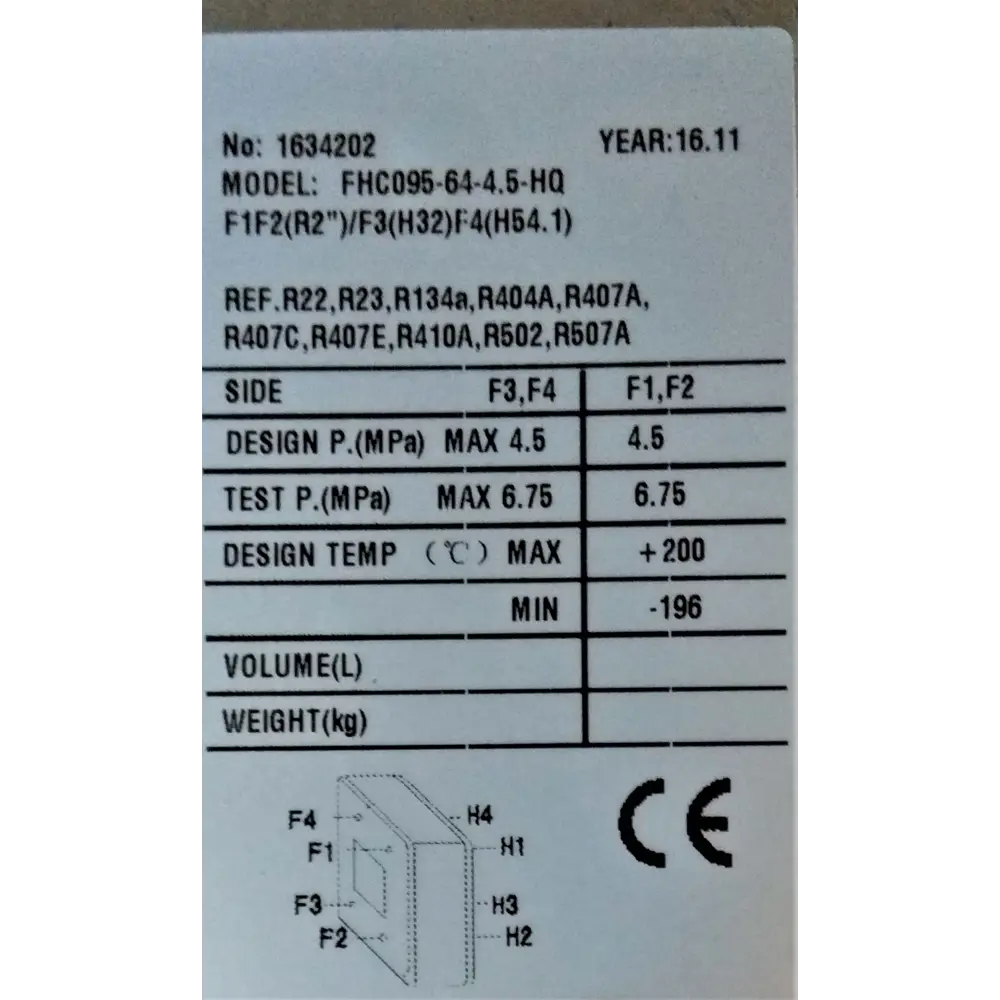 No: 1634202 YEAR:16.11
MODEL: FHC095-64-4.5-HQ
F1F2(R2")/F3(H32)F4(H54.1)
REF.R22,R23,R134a,R404A,R407A,
R407C,R407E,R410A,R502,R507A
SIDE F3,F4 F1,F2
DESIGN P.(MPa) MAX 4.5 4.5
TEST P.(MPa) MAX 6.75 6.75
DESIGN TEMP (℃) MAX +200
MIN -196
VOLUME(L)
WEIGHT(kg)
F4 H4
F1 H1
F3 H3
F2 H2
CE